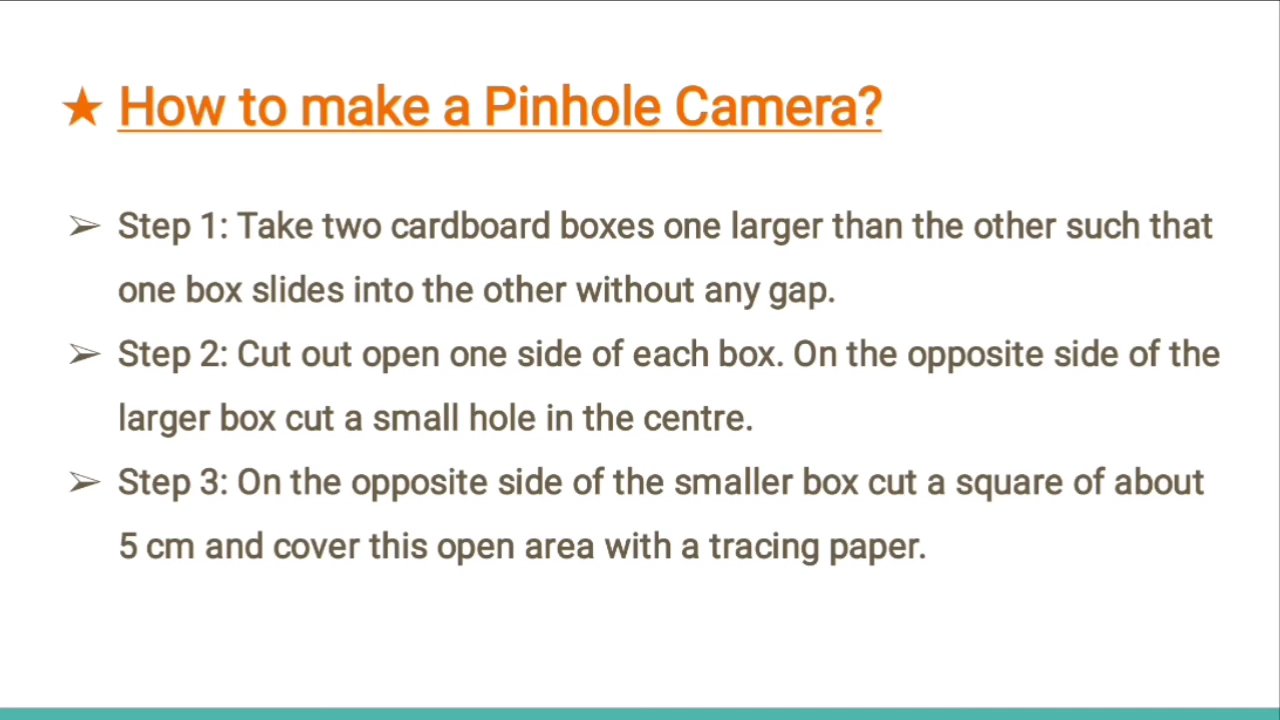 ★ How to make a Pinhole Camera?
➢ Step 1: Take two cardboard boxes one larger than the other such that
one box slides into the other without any gap.
➢ Step 2: Cut out open one side of each box. On the opposite side of the
larger box cut a small hole in the centre.
➢ Step 3: On the opposite side of the smaller box cut a square of about
5 cm and cover this open area with a tracing paper.